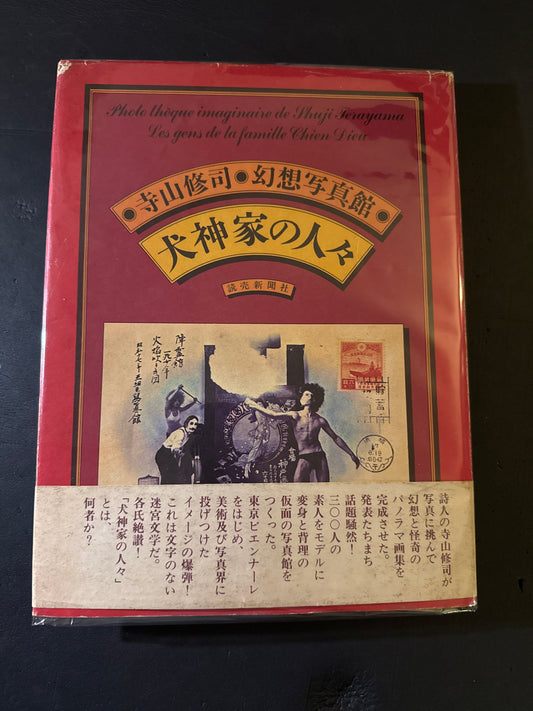 Photo thèque imaginaire de Shuji Terayama
Les gens de la famille Chien Dieu
寺山修司・幻想写真館
犬神家の人々
読売新聞社
神戸
詩人の寺山修司が
写真に挑んで
幻想と怪奇の
パノラマ画集を
完成させた。
発表たちまち
話題騒然！
三〇〇人の
素人をモデルに
変身と背理の
仮面の写真館を
つくった。
東京ビエンナーレ
をはじめ、
美術及び写真界に
投げつけた
イメージの爆弾！
これは文字のない
迷宮文学だ。
各氏絶讃！
「犬神家の人々」
とは、
何者か？